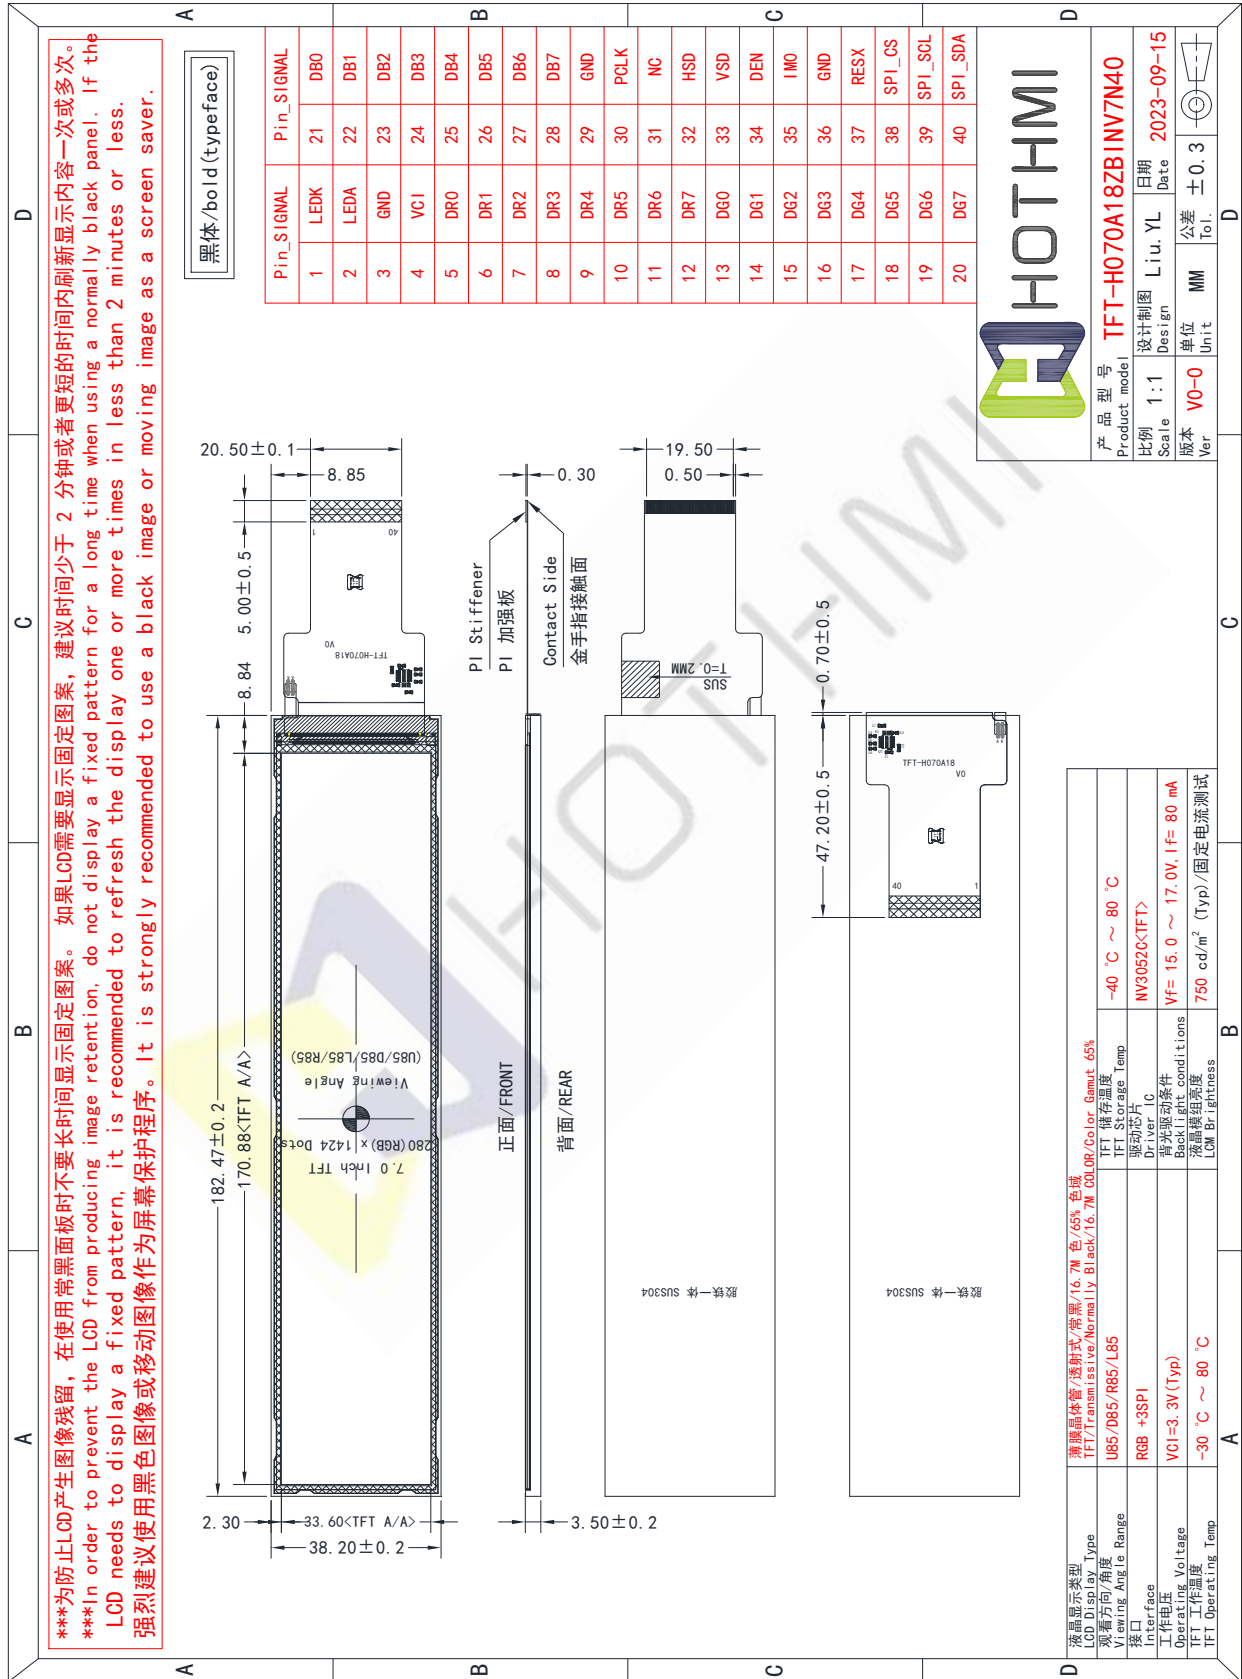 ***为防止LCD产生图像残留，在使用常黑面板时不要长时间显示固定图案。 如果LCD需要显示固定图案，建议时间少于 2 分钟或者更短的时间内刷新显示内容一次或多次。
***In order to prevent the LCD from producing image retention, do not display a fixed pattern for a long time when using a normally black panel. If the
LCD needs to display a fixed pattern, it is recommended to refresh the display one or more times in less than 2 minutes or less.
强烈建议使用黑色图像或移动图像作为屏幕保护程序。It is strongly recommended to use a black image or moving image as a screen saver.
黑体/bold(typeface)
Pin_SIGNAL Pin_SIGNAL
1 LEDK 21 DB0
2 LEDA 22 DB1
3 GND 23 DB2
4 VCI 24 DB3
5 DR0 25 DB4
6 DR1 26 DB5
7 DR2 27 DB6
8 DR3 28 DB7
9 DR4 29 GND
10 DR5 30 PCLK
11 DR6 31 NC
12 DR7 32 HSD
13 DG0 33 VSD
14 DG1 34 DEN
15 DG2 35 IM0
16 DG3 36 GND
17 DG4 37 RESX
18 DG5 38 SPI_CS
19 DG6 39 SPI_SCL
20 DG7 40 SPI_SDA
182.47±0.2
170.88<TFT A/A>
8.84
5.00±0.5
20.50±0.1
8.85
2.30
33.60<TFT A/A>
38.20±0.2
7.0 Inch TFT
280(RGB)x 1424 Dots
Viewing Angle
(U85/D85/L85/R85)
TFT-H070A18
V0
1
40
正面/FRONT
背面/REAR
3.50±0.2
0.30
PI Stiffener
PI 加强板
Contact Side
金手指接触面
19.50
0.50
SUS
T=0.2MM
胶铁一体 SUS304
47.20±0.5
0.70±0.5
TFT-H070A18
V0
40
1
胶铁一体 SUS304
HOTHMI
液晶显示类型
LCD Display Type
薄膜晶体管/透射式/常黑/16.7M 色/65% 色域
TFT/Transmissive/Normally Black/16.7M COLOR/Color Gamut 65%
观看方向/角度
Viewing Angle Range
U85/D85/R85/L85
TFT 储存温度
TFT Storage Temp
-40 ℃ ～ 80 ℃
接口
Interface
RGB +3SPI
驱动芯片
Driver IC
NV3052C<TFT>
工作电压
Operating Voltage
VCI=3.3V(Typ)
背光驱动条件
Backlight conditions
Vf= 15.0 ～ 17.0V,If= 80 mA
TFT 工作温度
TFT Operating Temp
-30 ℃ ～ 80 ℃
液晶模组亮度
LCM Brightness
750 cd/m² (Typ)/固定电流测试
HOTHMI
产 品 型 号
Product model
TFT-H070A18ZBINV7N40
比例
Scale
1:1
设计制图
Design
Liu.YL
日期
Date
2023-09-15
版本
Ver
V0-0
单位
Unit
MM
公差
Tol.
±0.3
A
B
C
D
A
B
C
D
A
B
C
D
A
B
C
D